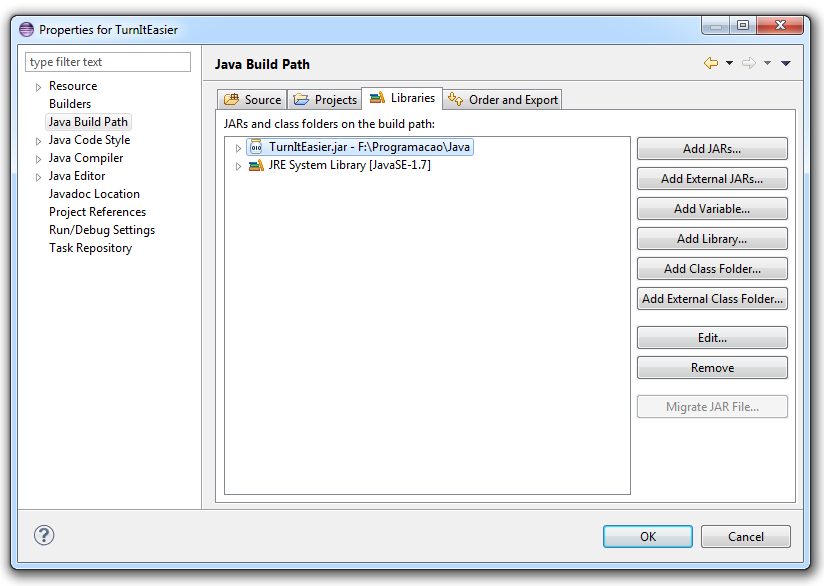 Properties for TurnItEasier
type filter text
Resource
Builders
Java Build Path
Java Code Style
Java Compiler
Java Editor
Javadoc Location
Project References
Run/Debug Settings
Task Repository
Java Build Path
Source
Projects
Libraries
Order and Export
JARs and class folders on the build path:
010
TurnItEasier.jar - F:\Programacao\Java
JRE System Library [JavaSE-1.7]
Add JARs...
Add External JARs...
Add Variable...
Add Library...
Add Class Folder...
Add External Class Folder...
Edit...
Remove
Migrate JAR File...
?
OK
Cancel